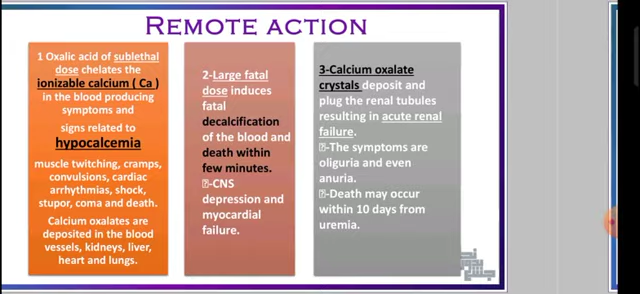 REMOTE ACTION
1 Oxalic acid of sublethal
dose chelates the
ionizable calcium ( Ca )
in the blood producing
symptoms and
signs related to
hypocalcemia
muscle twitching, cramps,
convulsions, cardiac
arrhythmias, shock,
stupor, coma and death.
Calcium oxalates are
deposited in the blood
vessels, kidneys, liver,
heart and lungs.
2-Large fatal
dose induces
fatal
decalcification
of the blood and
death within
few minutes.
⍰-CNS
depression and
myocardial
failure.
3-Calcium oxalate
crystals deposit and
plug the renal tubules
resulting in acute renal
failure.
⍰-The symptoms are
oliguria and even
anuria.
⍰-Death may occur
within 10 days from
uremia.